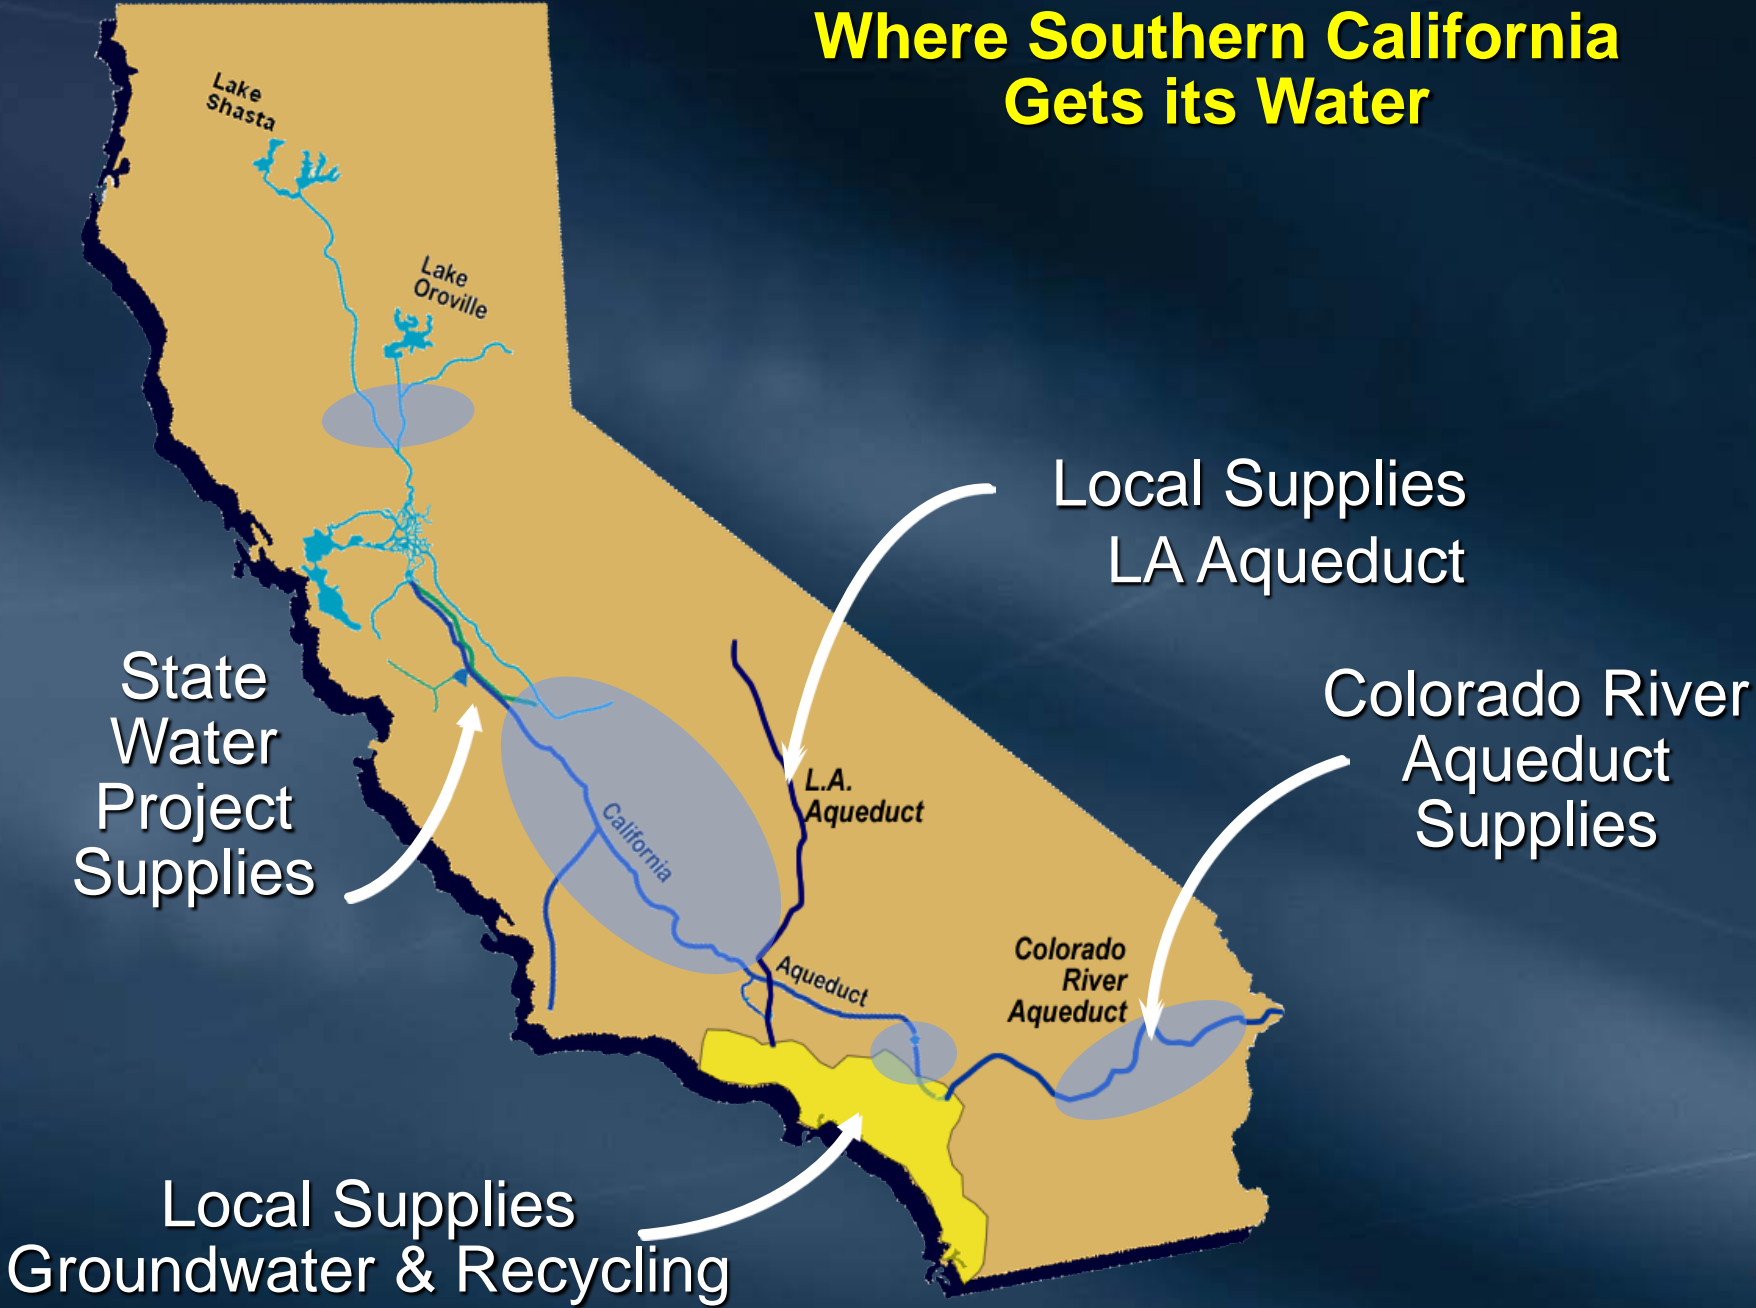 Where Southern California
Gets its Water
Lake
Shasta
Lake
Oroville
Local Supplies
LA Aqueduct
State
Water
Project
Supplies
Colorado River
Aqueduct
Supplies
L.A.
Aqueduct
California
Aqueduct
Colorado
River
Aqueduct
Local Supplies
Groundwater & Recycling